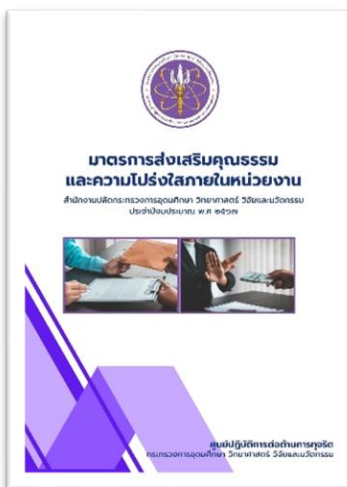 มาตรการส่งเสริมคุณธรรม
และความโปร่งใสภายในหน่วยงาน
สำนักงานปลัดกระทรวงการอุดมศึกษา วิทยาศาสตร์ วิจัยและนวัตกรรม
ประจำปีงบประมาณ พ.ศ ๒๕๖๗
ศูนย์ปฏิบัติการต่อต้านการทุจริต
กระทรวงการอุดมศึกษา วิทยาศาสตร์ วิจัยและนวัตกรรม